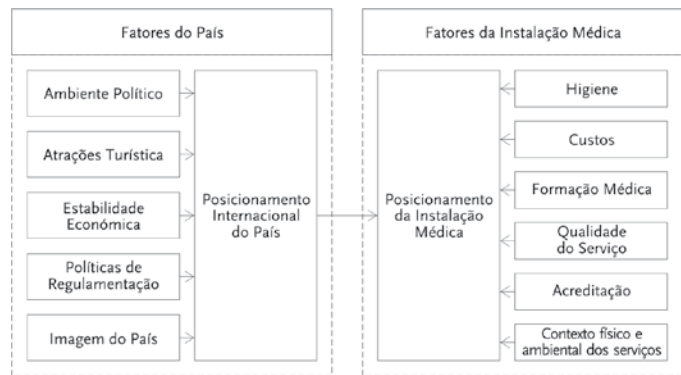 Fatores do País
Fatores da Instalação Médica
Ambiente Político
Atrações Turística
Estabilidade
Económica
Políticas de
Regulamentação
Imagem do País
Posicionamento
Internacional
do País
Posicionamento
da Instalação
Médica
Higiene
Custos
Formação Médica
Qualidade
do Serviço
Acreditação
Contexto físico e
ambiental dos serviços